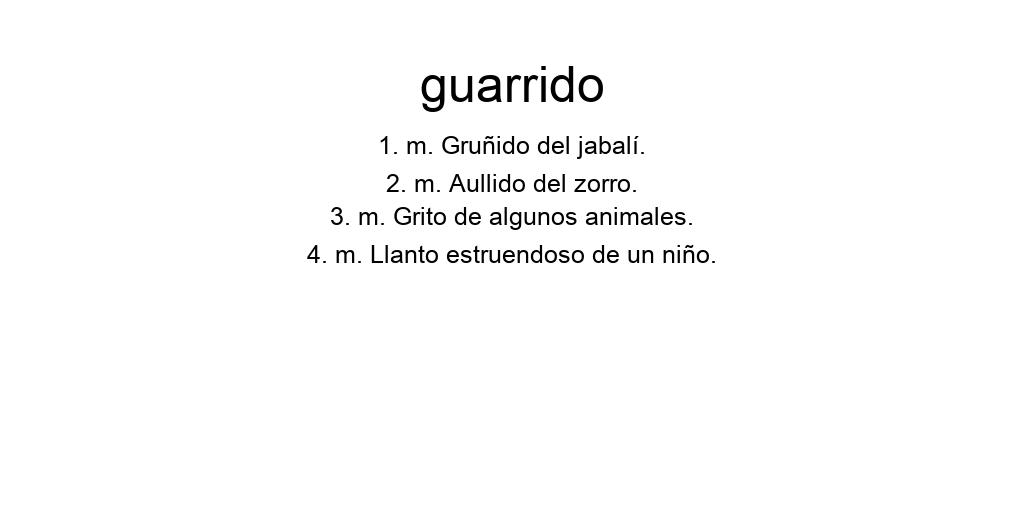 guarrido
1. m. Gruñido del jabalí.
2. m. Aullido del zorro.
3. m. Grito de algunos animales.
4. m. Llanto estruendoso de un niño.